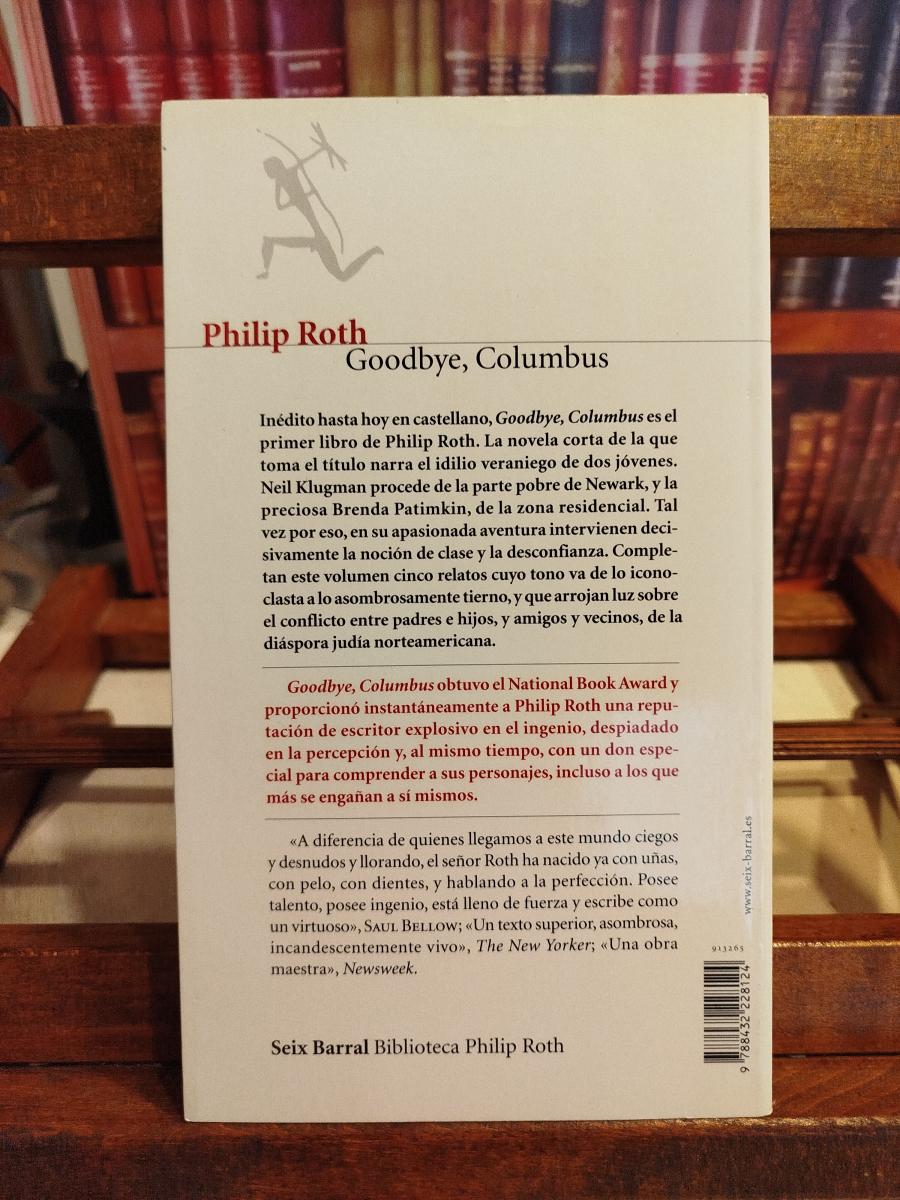 Philip Roth
Goodbye, Columbus
Inédito hasta hoy en castellano, Goodbye, Columbus es el
primer libro de Philip Roth. La novela corta de la que
toma el título narra el idilio veraniego de dos jóvenes.
Neil Klugman procede de la parte pobre de Newark, y la
preciosa Brenda Patimkin, de la zona residencial. Tal
vez por eso, en su apasionada aventura intervienen deci-
sivamente la noción de clase y la desconfianza. Comple-
tan este volumen cinco relatos cuyo tono va de lo icono-
clasta a lo asombrosamente tierno, y que arrojan luz sobre
el conflicto entre padres e hijos, y amigos y vecinos, de la
diáspora judía norteamericana.
Goodbye, Columbus obtuvo el National Book Award y
proporcionó instantáneamente a Philip Roth una repu-
tación de escritor explosivo en el ingenio, despiadado
en la percepción y, al mismo tiempo, con un don espe-
cial para comprender a sus personajes, incluso a los que
más se engañan a sí mismos.
«A diferencia de quienes llegamos a este mundo ciegos
y desnudos y llorando, el señor Roth ha nacido ya con uñas,
con pelo, con dientes, y hablando a la perfección. Posee
talento, posee ingenio, está lleno de fuerza y escribe como
un virtuoso», SAUL BELLOW; «Un texto superior, asombrosa,
incandescentemente vivo», The New Yorker; «Una obra
maestra», Newsweek.
www.seix-barral.es
913265
9 788432 228124
Seix Barral Biblioteca Philip Roth